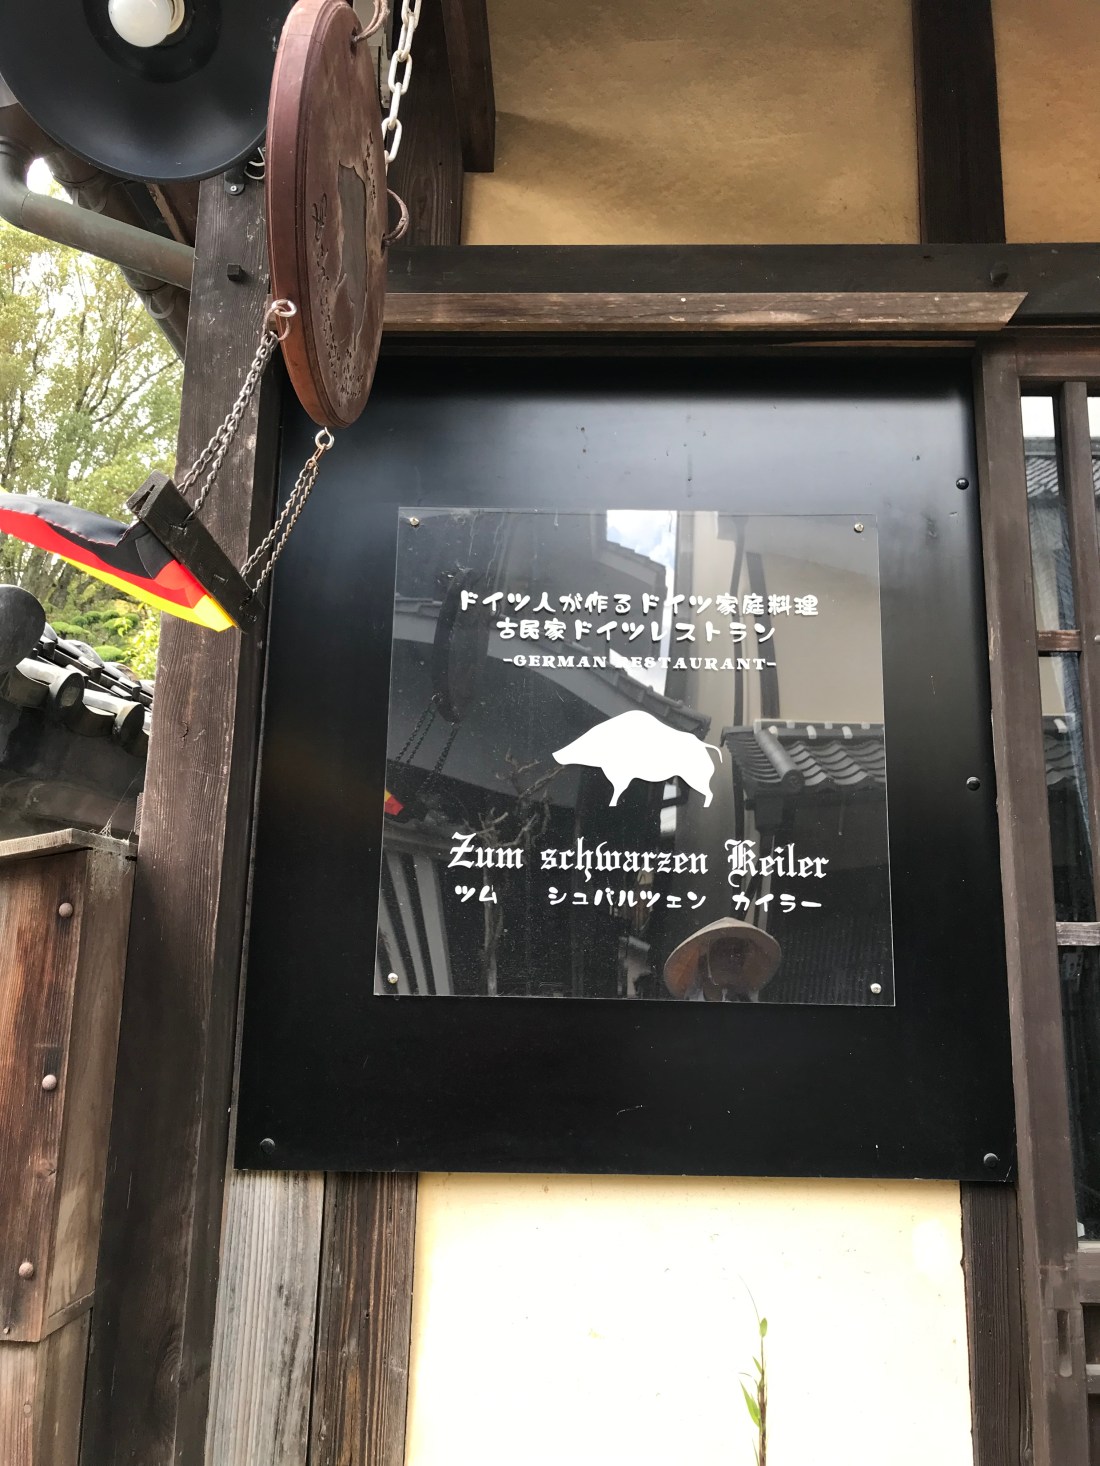 ドイツ人が作るドイツ家庭料理
古民家ドイツレストラン
-GERMAN RESTAURANT-
Zum schwarzen Keiler
ツム シュバルツェン カイラー